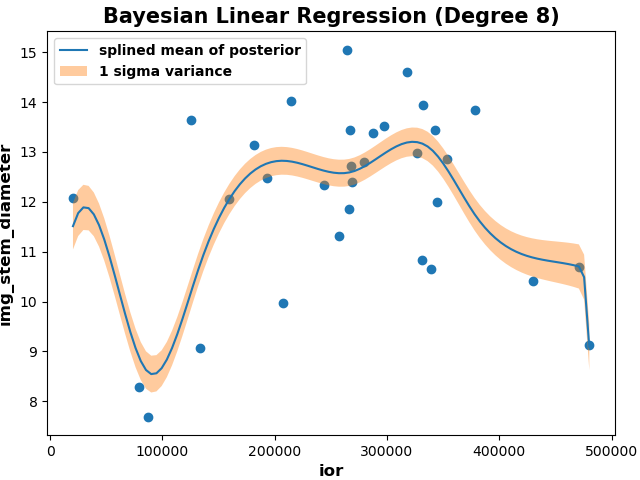 Bayesian Linear Regression (Degree 8)
splined mean of posterior
1 sigma variance
img_stem_diameter
15
14
13
12
11
10
9
8
0
100000
200000
300000
400000
500000
ior